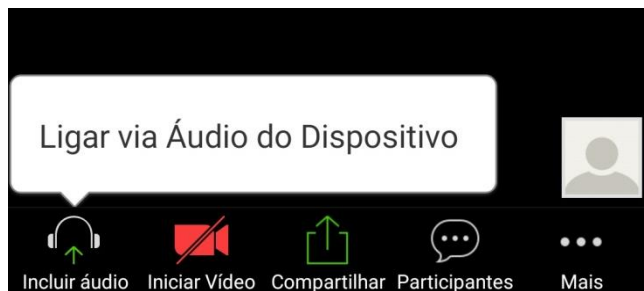 Ligar via Áudio do Dispositivo
Incluir áudio Iniciar Vídeo Compartilhar Participantes Mais